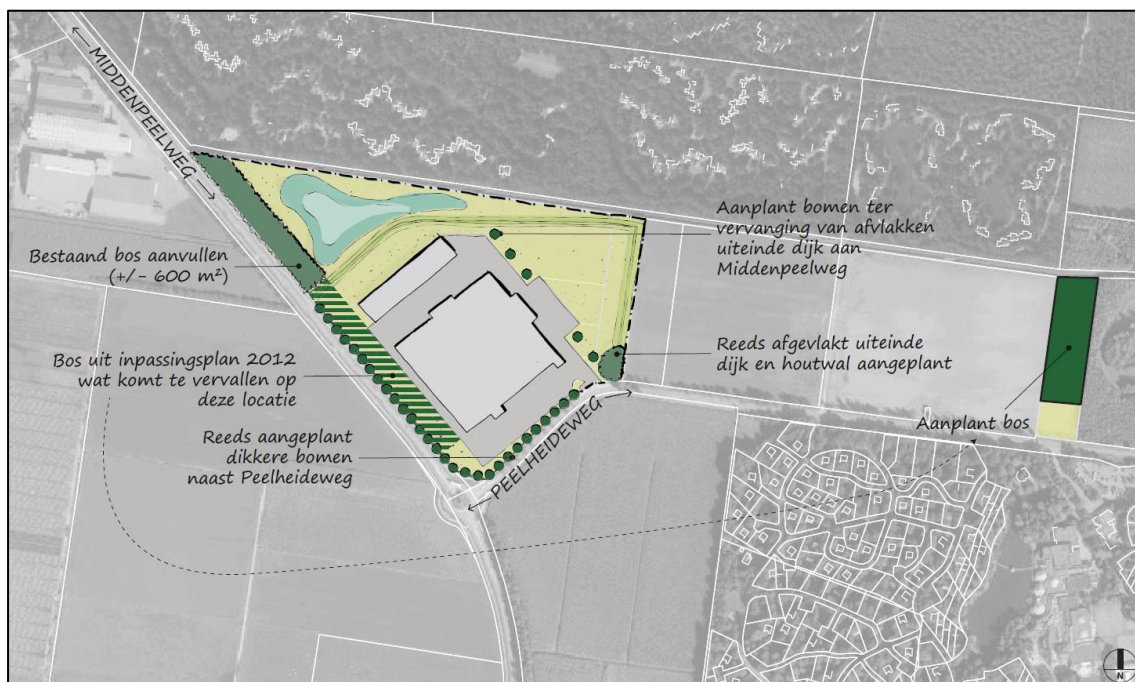 MIDDENPEELWEG
Aanplant bomen ter
vervanging van afvlakken
uiteinde dijk aan
Middenpeelweg
Bestaand bos aanvullen
(+/- 600 m²)
Reeds afgevlakt uiteinde
dijk en houtwal aangeplant
Bos uit inpassingsplan 2012
wat komt te vervallen op
deze locatie
Aanplant bos
Reeds aangeplant
dikkere bomen
naast Peelheideweg
PEELHEIDEWEG
N